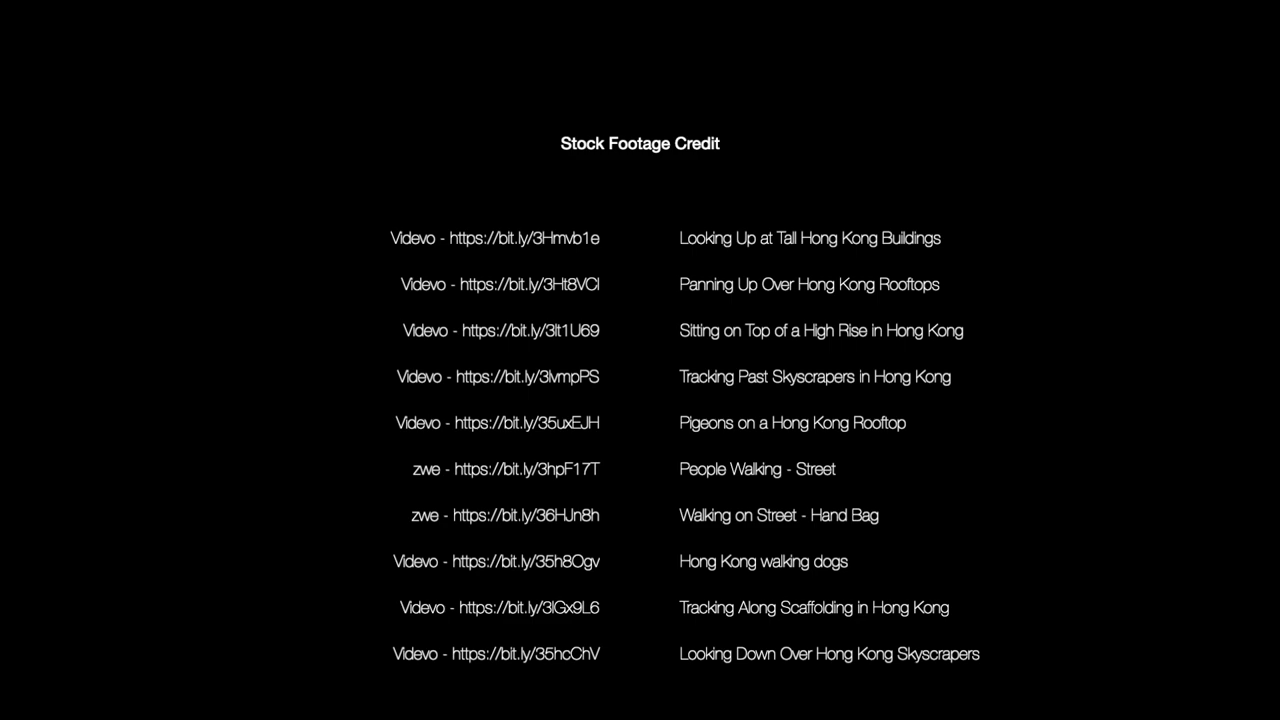 Stock Footage Credit
Videvo - https://bit.ly/3Hmvb1e Looking Up at Tall Hong Kong Buildings
Videvo - https://bit.ly/3Ht8VCl Panning Up Over Hong Kong Rooftops
Videvo - https://bit.ly/3lt1U69 Sitting on Top of a High Rise in Hong Kong
Videvo - https://bit.ly/3lvmpPS Tracking Past Skyscrapers in Hong Kong
Videvo - https://bit.ly/35uxEJH Pigeons on a Hong Kong Rooftop
zwe - https://bit.ly/3hpF17T People Walking - Street
zwe - https://bit.ly/36HJn8h Walking on Street - Hand Bag
Videvo - https://bit.ly/35h8Ogv Hong Kong walking dogs
Videvo - https://bit.ly/3lGx9L6 Tracking Along Scaffolding in Hong Kong
Videvo - https://bit.ly/35hcChV Looking Down Over Hong Kong Skyscrapers